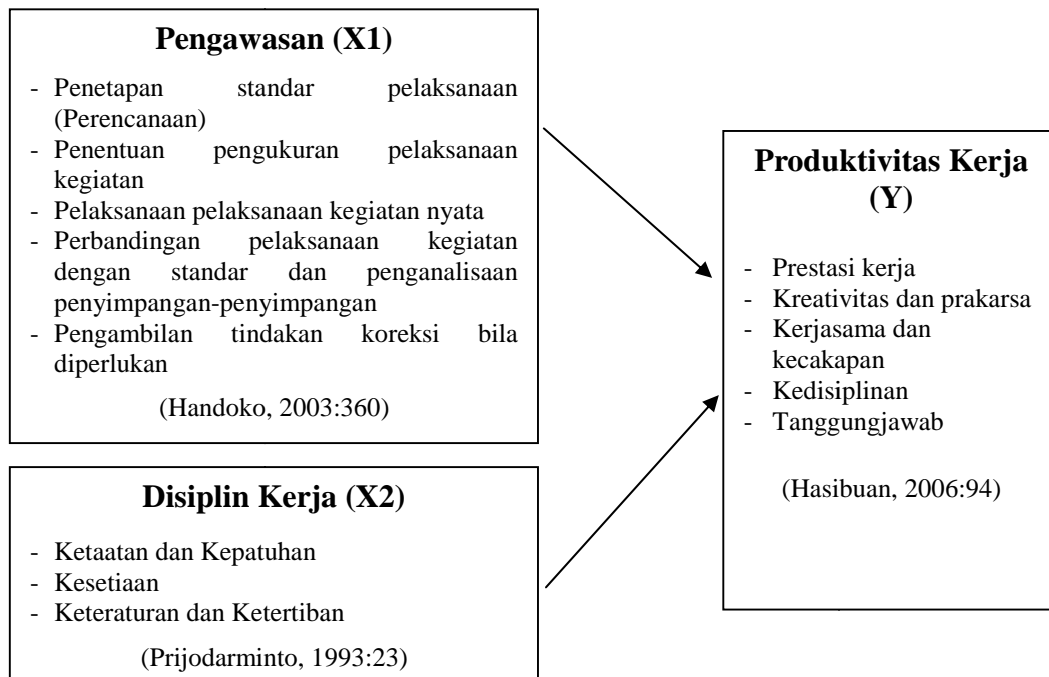 Pengawasan (X1)
- Penetapan standar pelaksanaan
(Perencanaan)
- Penentuan pengukuran pelaksanaan
kegiatan
- Pelaksanaan pelaksanaan kegiatan nyata
- Perbandingan pelaksanaan kegiatan
dengan standar dan penganalisaan
penyimpangan-penyimpangan
- Pengambilan tindakan koreksi bila
diperlukan
(Handoko, 2003:360)
Disiplin Kerja (X2)
- Ketaatan dan Kepatuhan
- Kesetiaan
- Keteraturan dan Ketertiban
(Prijodarminto, 1993:23)
Produktivitas Kerja
(Y)
- Prestasi kerja
- Kreativitas dan prakarsa
- Kerjasama dan
kecakapan
- Kedisiplinan
- Tanggungjawab
(Hasibuan, 2006:94)